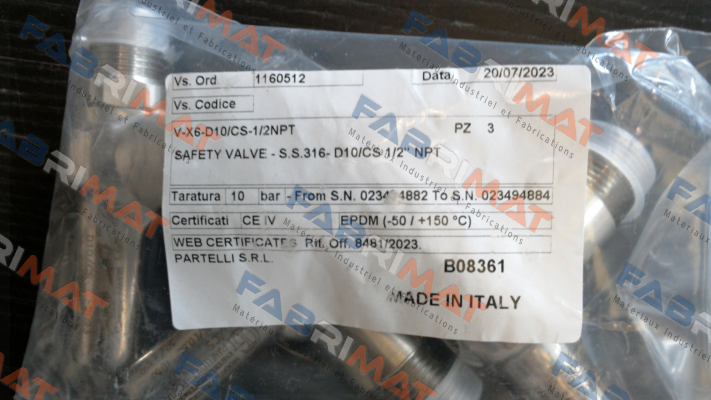 Vs. Ord. 1160512 Data 20/07/2023
Vs. Codice
V-X6-D10/CS-1/2NPT PZ 3
SAFETY VALVE - S.S.316- D10/CS 1/2" NPT
Taratura 10 bar - From S.N. 023494882 To S.N. 023494884
Certificati CE IV EPDM (-50 / +150 °C)
WEB CERTIFICATES Rif. Off. 8481/2023.
PARTELLI S.R.L.
B08361
MADE IN ITALY
FABRIMAT
Matériaux Industriel et Fabrications